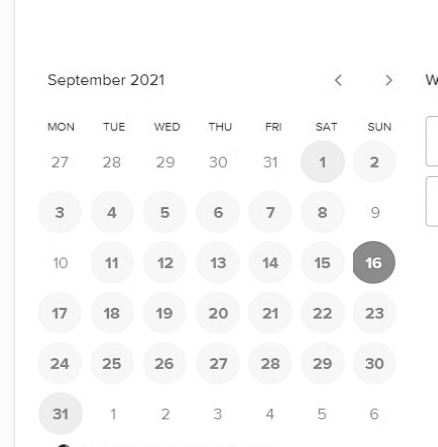 September 2021
W
MON TUE WED THU FRI SAT SUN
27 28 29 30 31 1 2
3 4 5 6 7 8 9
10 11 12 13 14 15 16
17 18 19 20 21 22 23
24 25 26 27 28 29 30
31 1 2 3 4 5 6